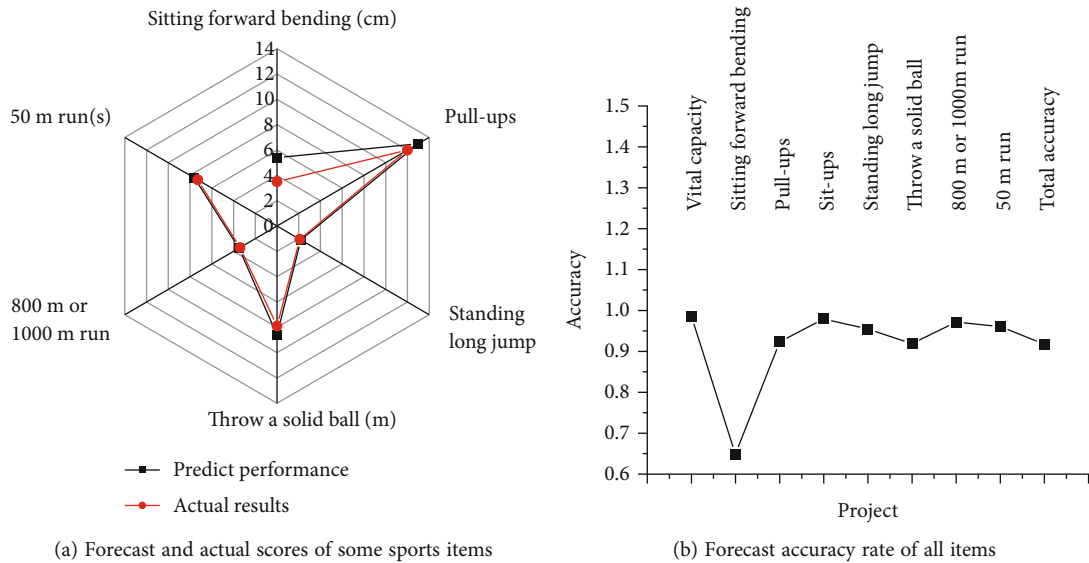 Sitting forward bending (cm)
14
12
10
8
6
4
2
0
50 m run(s)
Pull-ups
800 m or
1000 m run
Standing
long jump
Throw a solid ball (m)
Predict performance
Actual results
(a) Forecast and actual scores of some sports items
Vital capacity
Sitting forward bending
Pull-ups
Sit-ups
Standing long jump
Throw a solid ball
800 m or 1000m run
50 m run
Total accuracy
1.5
1.4
1.3
1.2
1.1
1.0
0.9
0.8
0.7
0.6
Accuracy
Project
(b) Forecast accuracy rate of all items